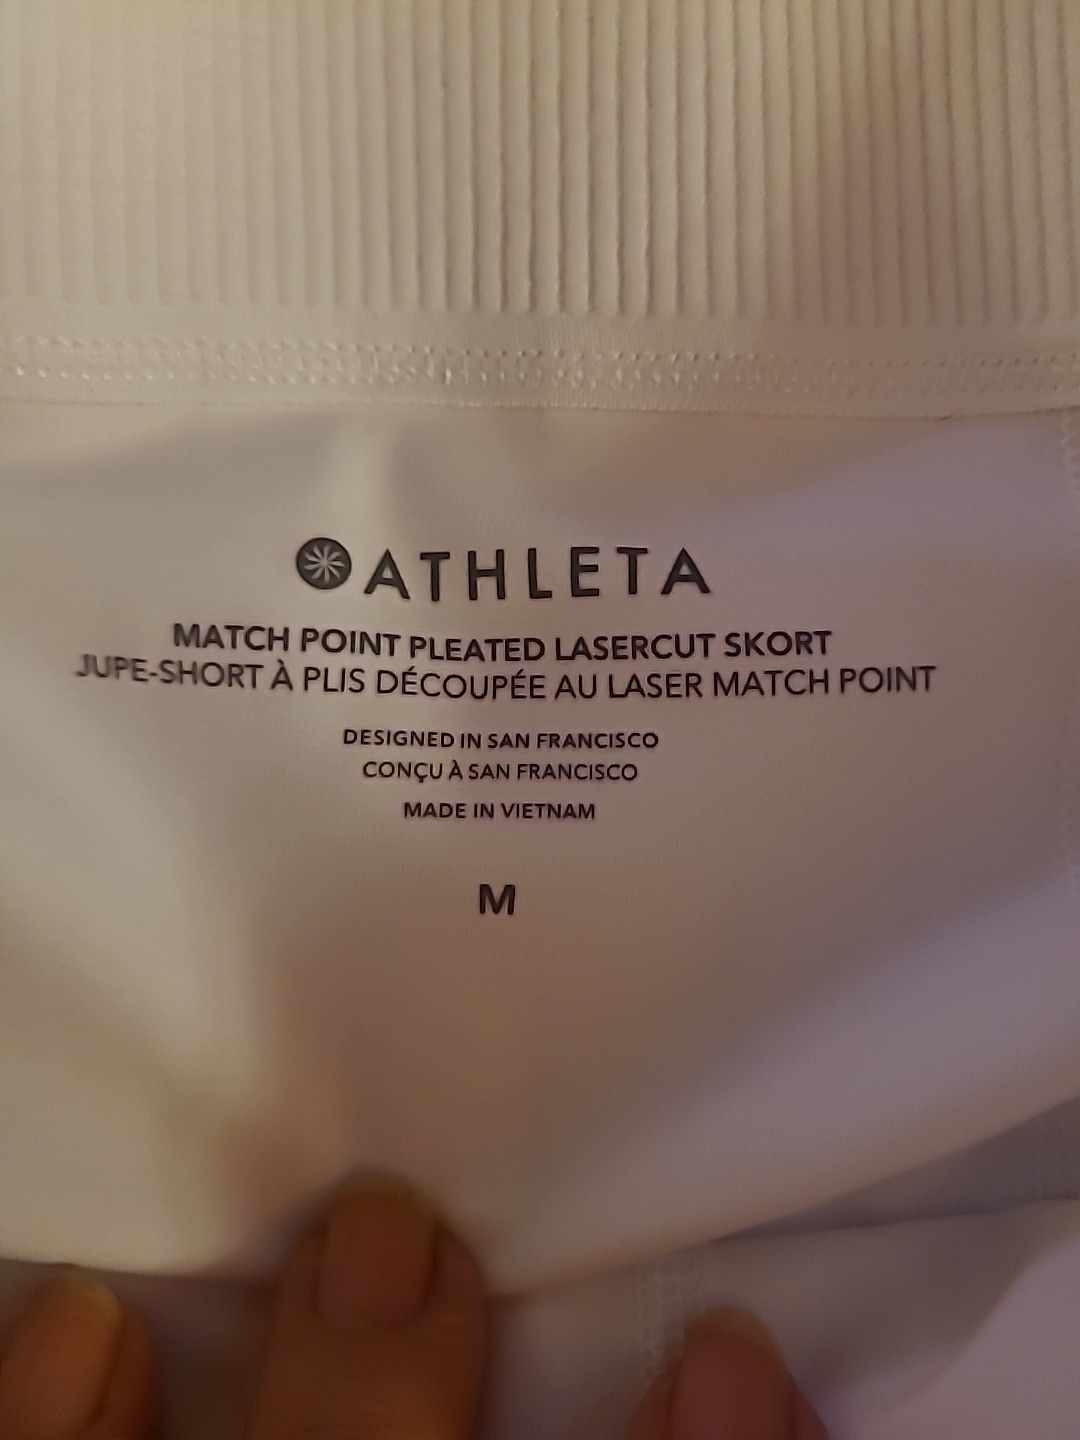 ATHLETA
MATCH POINT PLEATED LASERCUT SKORT
JUPE-SHORT À PLIS DÉCOUPÉE AU LASER MATCH POINT
DESIGNED IN SAN FRANCISCO
CONÇU À SAN FRANCISCO
MADE IN VIETNAM
M